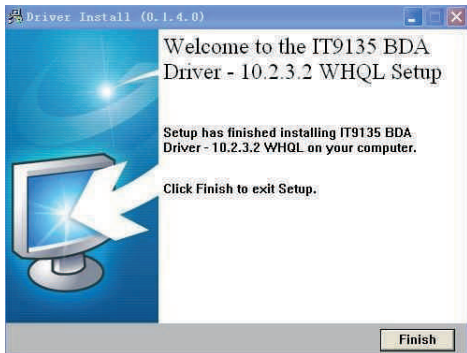 Driver Install (0.1.4.0)
Welcome to the IT9135 BDA
Driver - 10.2.3.2 WHQL Setup
Setup has finished installing IT9135 BDA
Driver - 10.2.3.2 WHQL on your computer.
Click Finish to exit Setup.
Finish